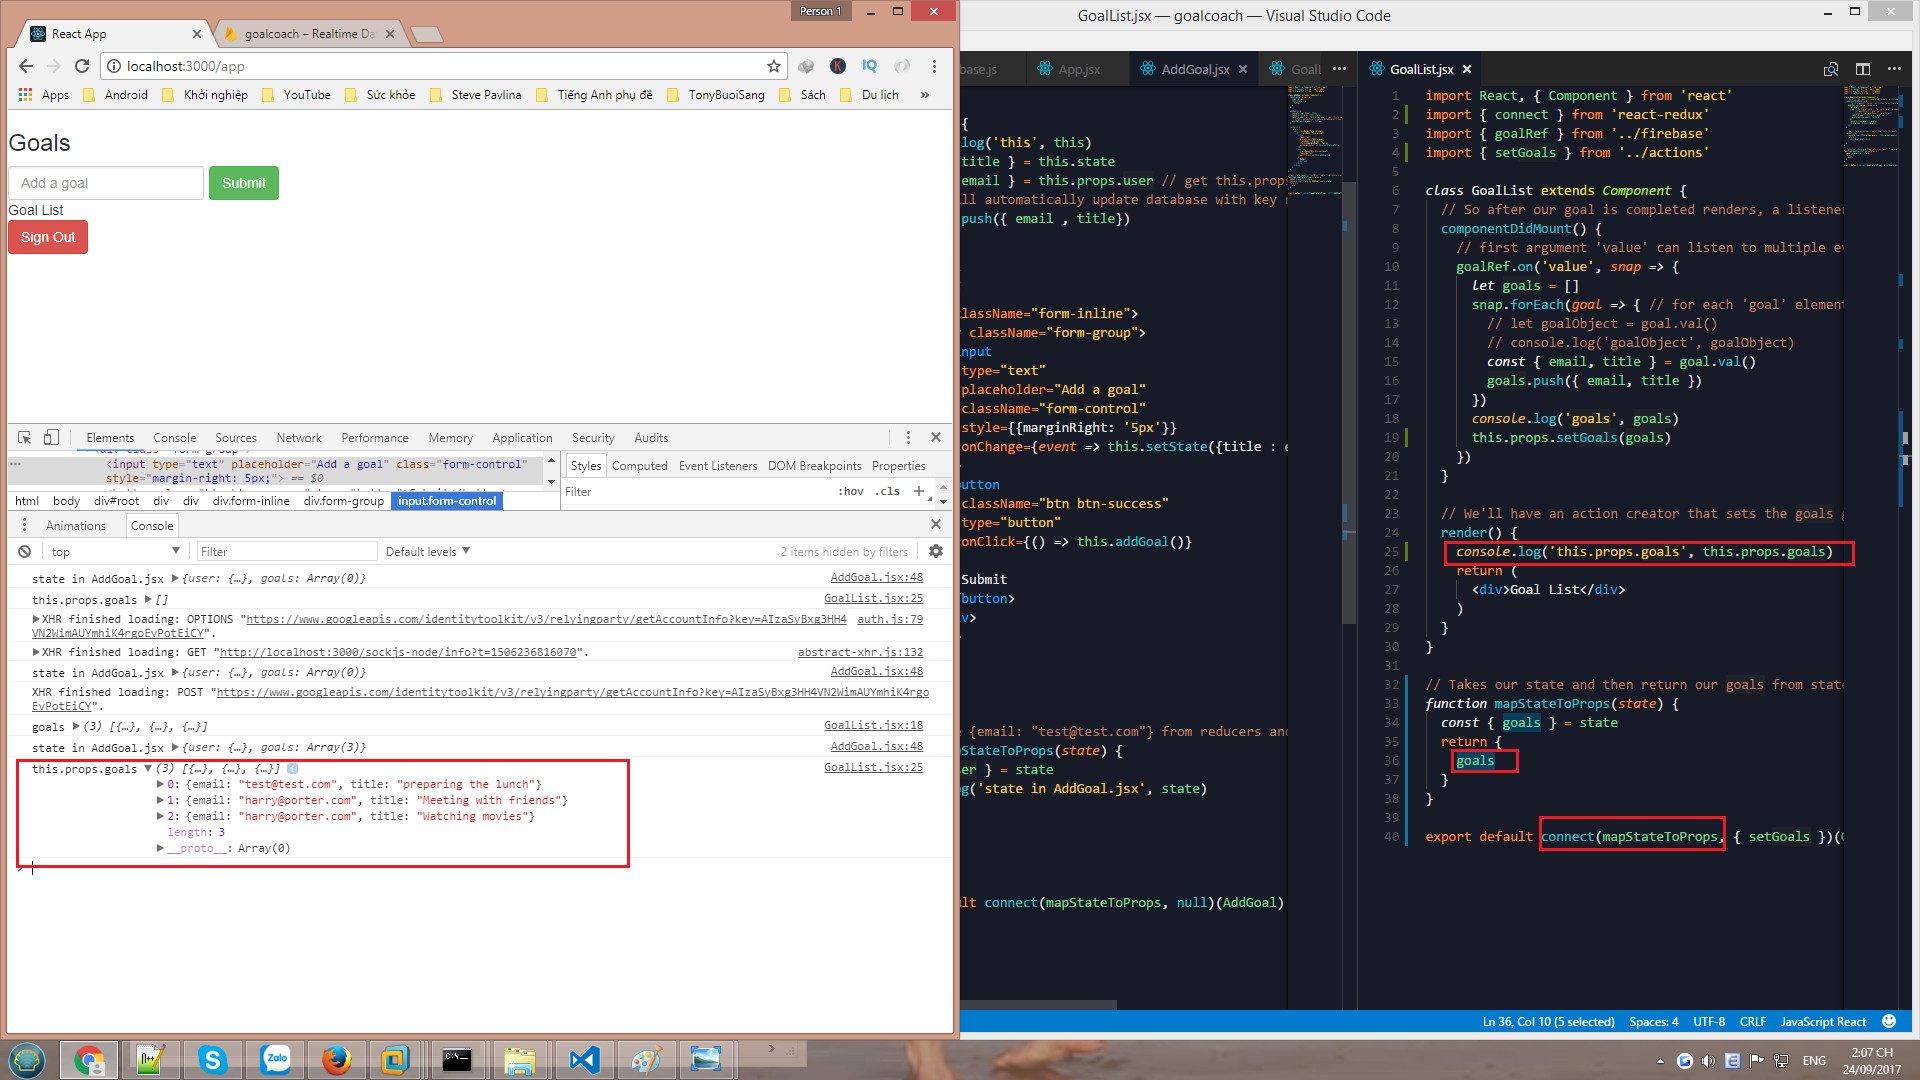 Person 1
React App
goalcoach – Realtime Da
localhost:3000/app
Apps
Android
Khởi nghiệp
YouTube
Sức khỏe
Steve Pavlina
Tiếng Anh phụ đề
TonyBuoiSang
Sách
Du lịch
»
Goals
Add a goal
Submit
Goal List
Sign Out
Elements Console Sources Network Performance Memory Application Security Audits
<input type="text" placeholder="Add a goal" class="form-control"
style="margin-right: 5px;"> == $0
html body div#root div div div.form-inline div.form-group input.form-control
Styles Computed Event Listeners DOM Breakpoints Properties
Filter :hov .cls +
Animations Console
top Filter Default levels 2 items hidden by filters
state in AddGoal.jsx {user: {…}, goals: Array(0)} AddGoal.jsx:48
this.props.goals [] GoalList.jsx:25
XHR finished loading: OPTIONS "https://www.googleapis.com/identitytoolkit/v3/relyingparty/getAccountInfo?key=AIzaSyBxg3HH4 auth.js:79
VN2WimAUYmhiK4rgoEvPotEiCY".
XHR finished loading: GET "http://localhost:3000/sockjs-node/info?t=1506236816070". abstract-xhr.js:132
state in AddGoal.jsx {user: {…}, goals: Array(0)} AddGoal.jsx:48
XHR finished loading: POST "https://www.googleapis.com/identitytoolkit/v3/relyingparty/getAccountInfo?key=AIzaSyBxg3HH4VN2WimAUYmhiK4rgo
EvPotEiCY".
goals (3) [{…}, {…}, {…}] GoalList.jsx:18
state in AddGoal.jsx {user: {…}, goals: Array(3)} AddGoal.jsx:48
this.props.goals (3) [{…}, {…}, {…}] GoalList.jsx:25
0: {email: "test@test.com", title: "preparing the lunch"}
1: {email: "harry@porter.com", title: "Meeting with friends"}
2: {email: "harry@porter.com", title: "Watching movies"}
length: 3
__proto__: Array(0)
GoalList.jsx — goalcoach — Visual Studio Code
base.js App.jsx AddGoal.jsx GoalL
{
log('this', this)
title } = this.state
email } = this.props.user // get this.prop
ll automatically update database with key
push({ email , title})
className="form-inline">
className="form-group">
input
type="text"
placeholder="Add a goal"
className="form-control"
style={{marginRight: '5px'}}
onChange={event => this.setState({title : e
button
className="btn btn-success"
type="button"
onClick={() => this.addGoal()}
Submit
button>
v>
{email: "test@test.com"} from reducers an
pStateToProps(state) {
er } = state
og('state in AddGoal.jsx', state)
lt connect(mapStateToProps, null)(AddGoal)
GoalList.jsx
1 import React, { Component } from 'react'
2 import { connect } from 'react-redux'
3 import { goalRef } from '../firebase'
4 import { setGoals } from '../actions'
5
6 class GoalList extends Component {
7 // So after our goal is completed renders, a listene
8 componentDidMount() {
9 // first argument 'value' can listen to multiple e
10 goalRef.on('value', snap => {
11 let goals = []
12 snap.forEach(goal => { // for each 'goal' element
13 // let goalObject = goal.val()
14 // console.log('goalObject', goalObject)
15 const { email, title } = goal.val()
16 goals.push({ email, title })
17 })
18 console.log('goals', goals)
19 this.props.setGoals(goals)
20 })
21 }
22
23 // We'll have an action creator that sets the goals
24 render() {
25 console.log('this.props.goals', this.props.goals)
26 return (
27 <div>Goal List</div>
28 )
29 }
30 }
31
32 // Takes our state and then return our goals from stat
33 function mapStateToProps(state) {
34 const { goals } = state
35 return {
36 goals
37 }
38 }
39
40 export default connect(mapStateToProps, { setGoals })(
Ln 36, Col 10 (5 selected) Spaces: 4 UTF-8 CRLF JavaScript React
Zalo
ENG
2:07 CH
24/09/2017